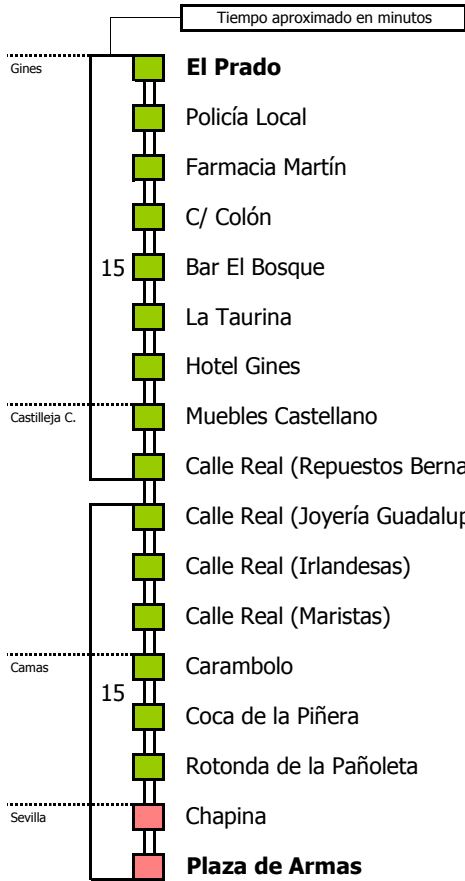 Tiempo aproximado en minutos
Gines
El Prado
Policía Local
Farmacia Martín
C/ Colón
15
Bar El Bosque
La Taurina
Hotel Gines
Castilleja C.
Muebles Castellano
Calle Real (Repuestos Berna
Calle Real (Joyería Guadalup
Calle Real (Irlandesas)
Calle Real (Maristas)
Camas
Carambolo
15
Coca de la Piñera
Rotonda de la Pañoleta
Sevilla
Chapina
Plaza de Armas